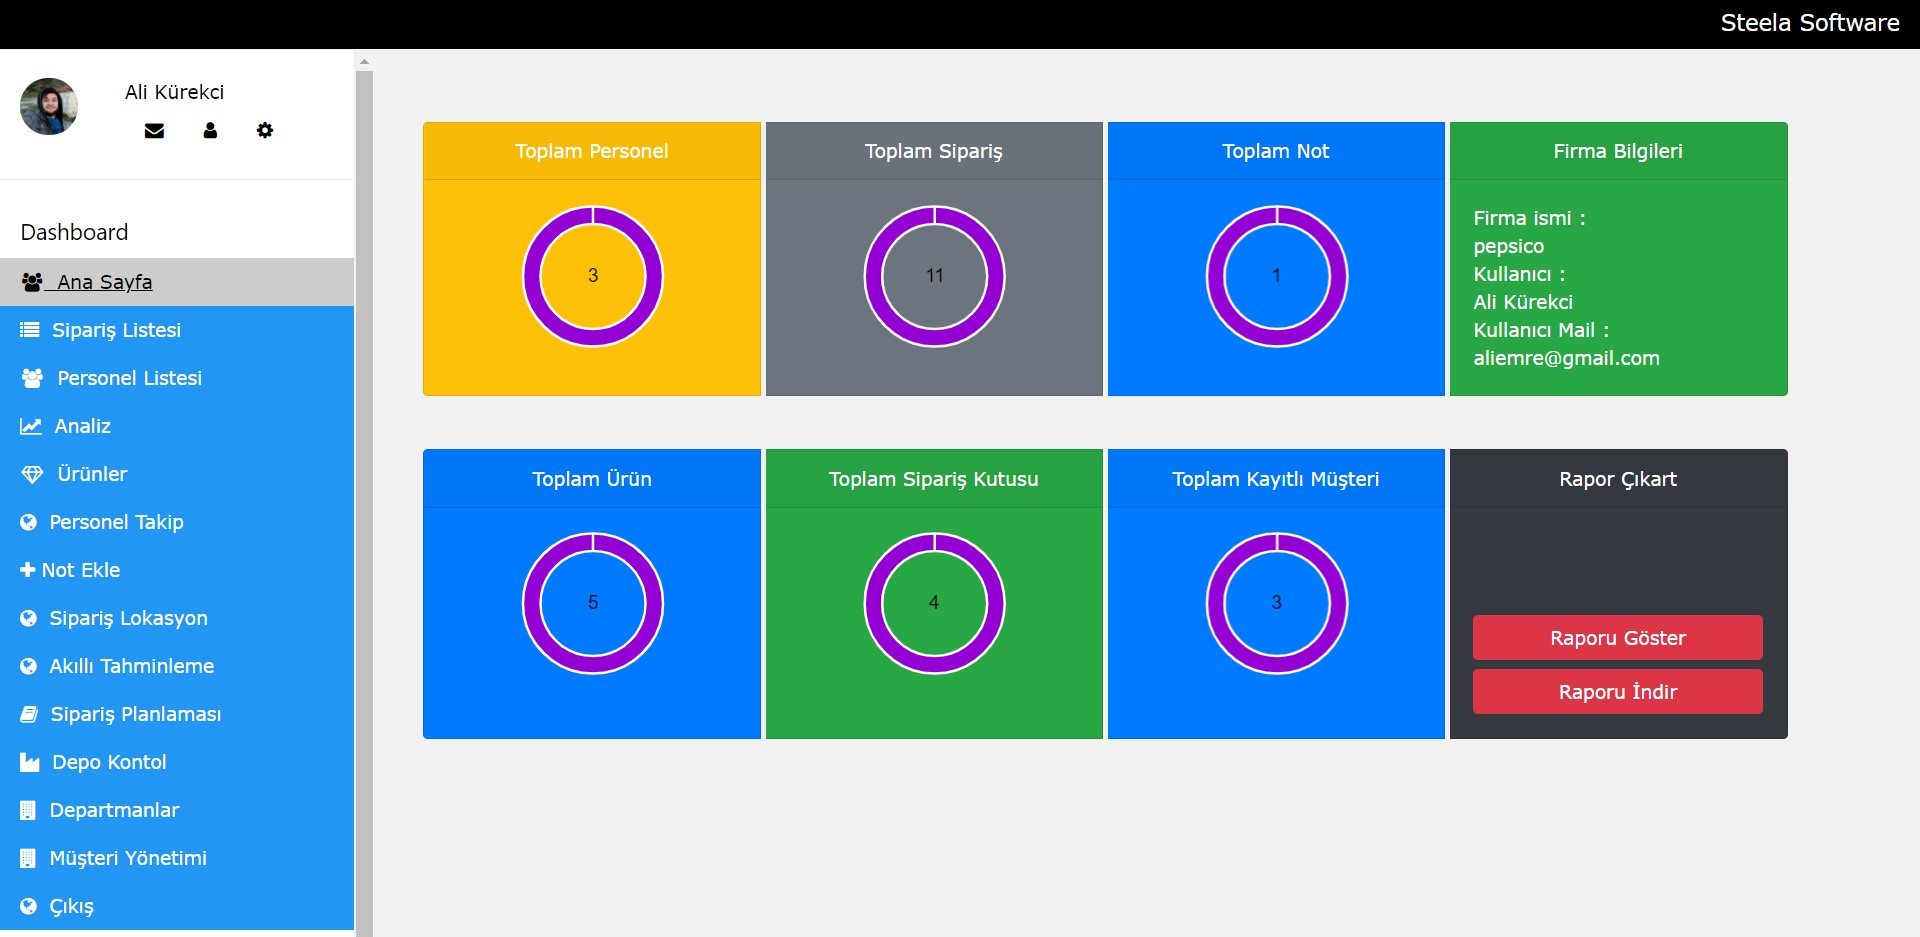 Steela Software
Ali Kürekci
Dashboard
Ana Sayfa
Sipariş Listesi
Personel Listesi
Analiz
Ürünler
Personel Takip
Not Ekle
Sipariş Lokasyon
Akıllı Tahminleme
Sipariş Planlaması
Depo Kontol
Departmanlar
Müşteri Yönetimi
Çıkış
Toplam Personel
3
Toplam Sipariş
11
Toplam Not
1
Firma Bilgileri
Firma ismi :
pepsico
Kullanıcı :
Ali Kürekci
Kullanıcı Mail :
aliemre@gmail.com
Toplam Ürün
5
Toplam Sipariş Kutusu
4
Toplam Kayıtlı Müşteri
3
Rapor Çıkart
Raporu Göster
Raporu İndir